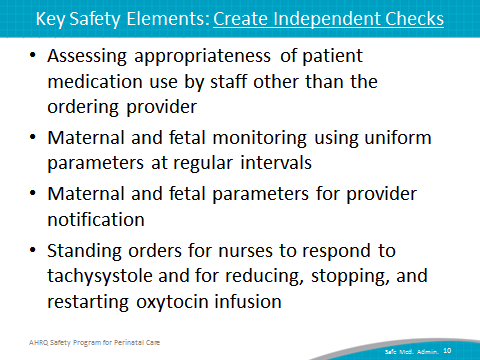 Key Safety Elements: Create Independent Checks
• Assessing appropriateness of patient
medication use by staff other than the
ordering provider
• Maternal and fetal monitoring using uniform
parameters at regular intervals
• Maternal and fetal parameters for provider
notification
• Standing orders for nurses to respond to
tachysystole and for reducing, stopping, and
restarting oxytocin infusion
AHRQ Safety Program for Perinatal Care
Safe Med. Admin. 10